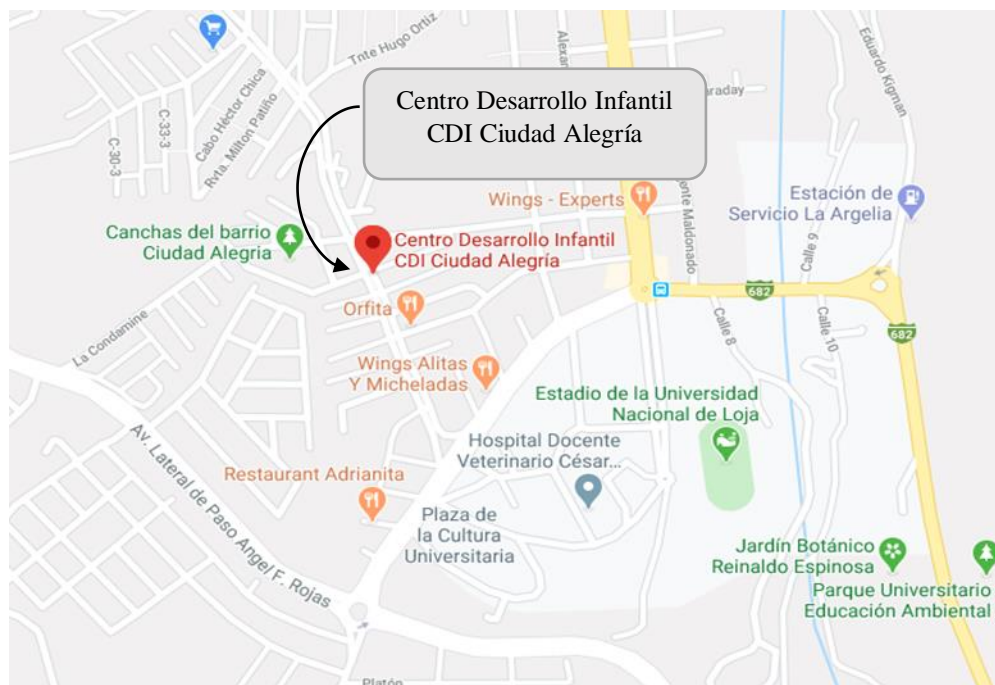 Tnte Hugo Ortiz
Eduardo Kigman
Cabo Héctor Chica
C-33-3
C-30-3
Rvta. Milton Patiño
Centro Desarrollo Infantil
CDI Ciudad Alegría
Wings - Experts
Estación de
Servicio La Argelia
Canchas del barrio
Ciudad Alegria
Centro Desarrollo Infantil
CDI Ciudad Alegría
Calle 9
682
Orfita
La Condamine
Calle 8
Calle 10
682
Wings Alitas
Y Micheladas
Estadio de la Universidad
Nacional de Loja
Av. Lateral de Paso Angel F. Rojas
Hospital Docente
Veterinario César...
Restaurant Adrianita
Plaza de
la Cultura
Universitaria
Jardín Botánico
Reinaldo Espinosa
Parque Universitario
Educación Ambiental
Platón